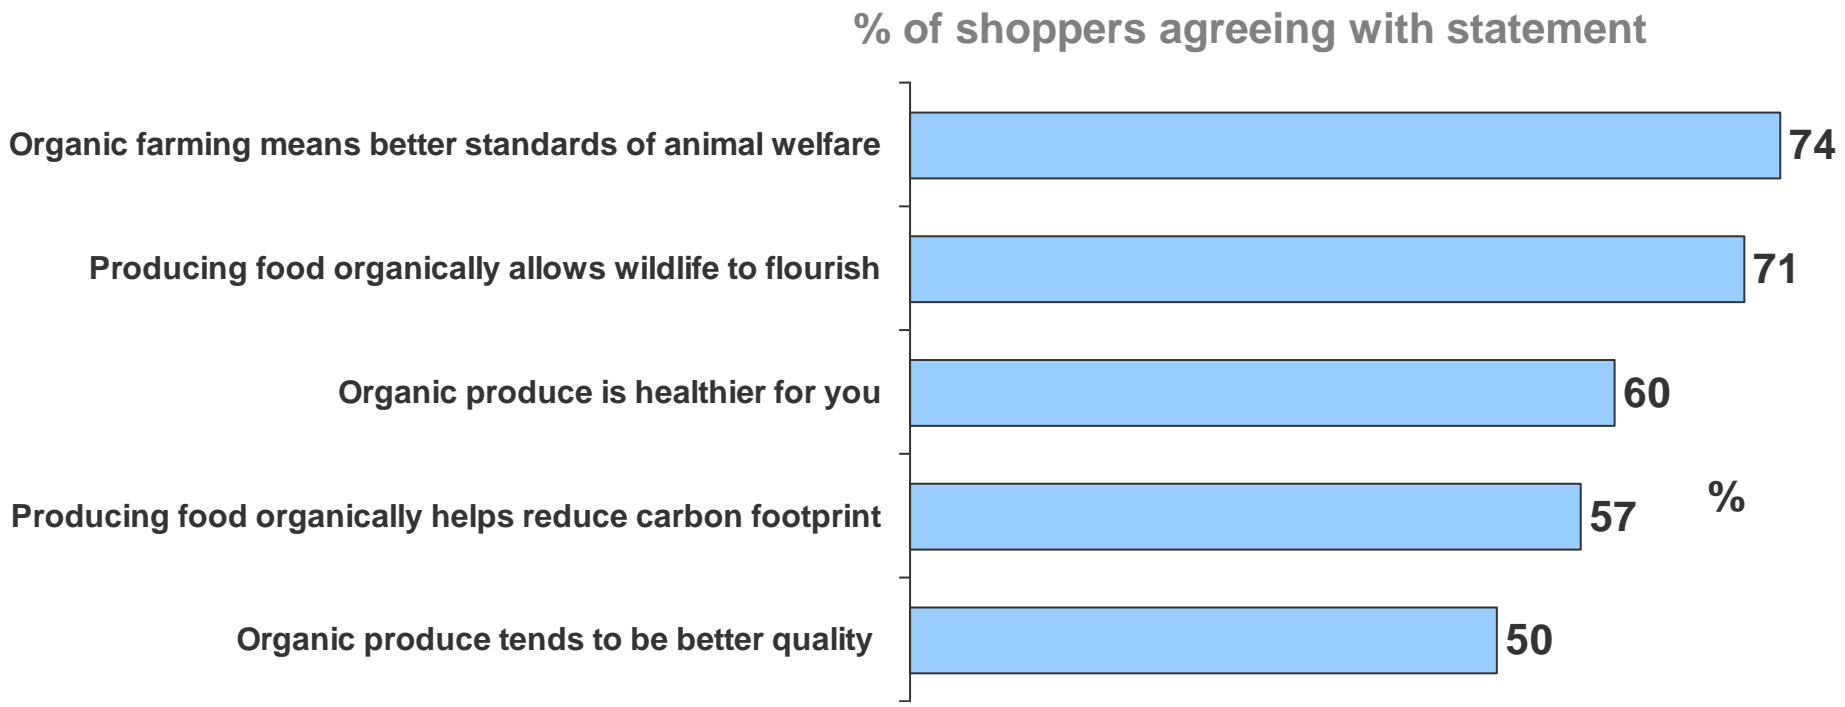 % of shoppers agreeing with statement
Organic farming means better standards of animal welfare 74
Producing food organically allows wildlife to flourish 71
Organic produce is healthier for you 60
Producing food organically helps reduce carbon footprint 57 %
Organic produce tends to be better quality 50